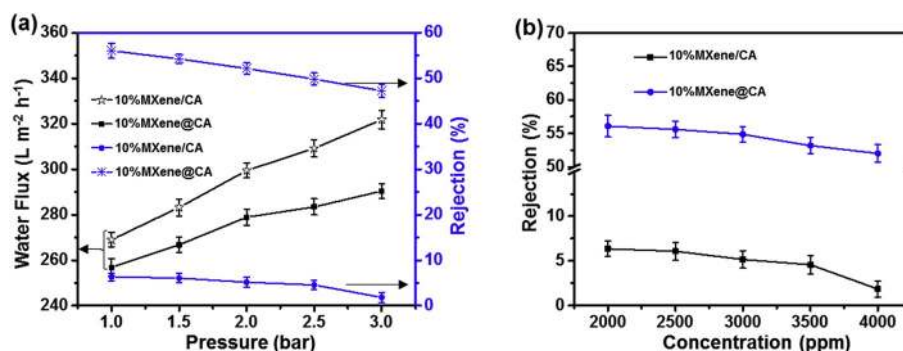 (a)
360
340
320
300
280
260
240
Water Flux (L m⁻² h⁻¹)
10%MXene/CA
10%MXene@CA
10%MXene/CA
10%MXene@CA
60
50
40
30
20
10
0
Rejection (%)
1.0 1.5 2.0 2.5 3.0
Pressure (bar)
(b)
70
65
60
55
50
5
0
Rejection (%)
10%MXene/CA
10%MXene@CA
2000 2500 3000 3500 4000
Concentration (ppm)